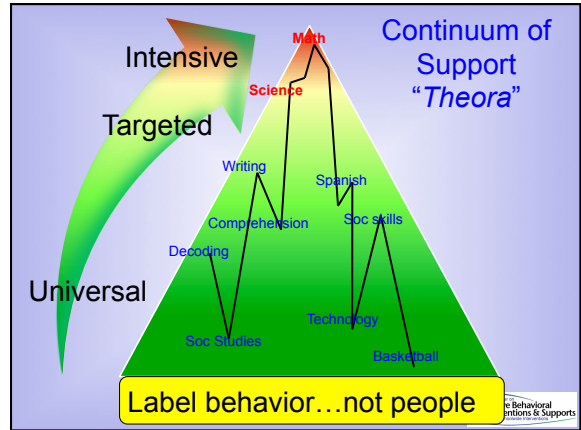 Continuum of
Support
“Theora”
Intensive
Targeted
Universal
Math
Science
Writing
Spanish
Comprehension
Soc skills
Decoding
Technology
Soc Studies
Basketball
Label behavior…not people
Behavioral
& Supports